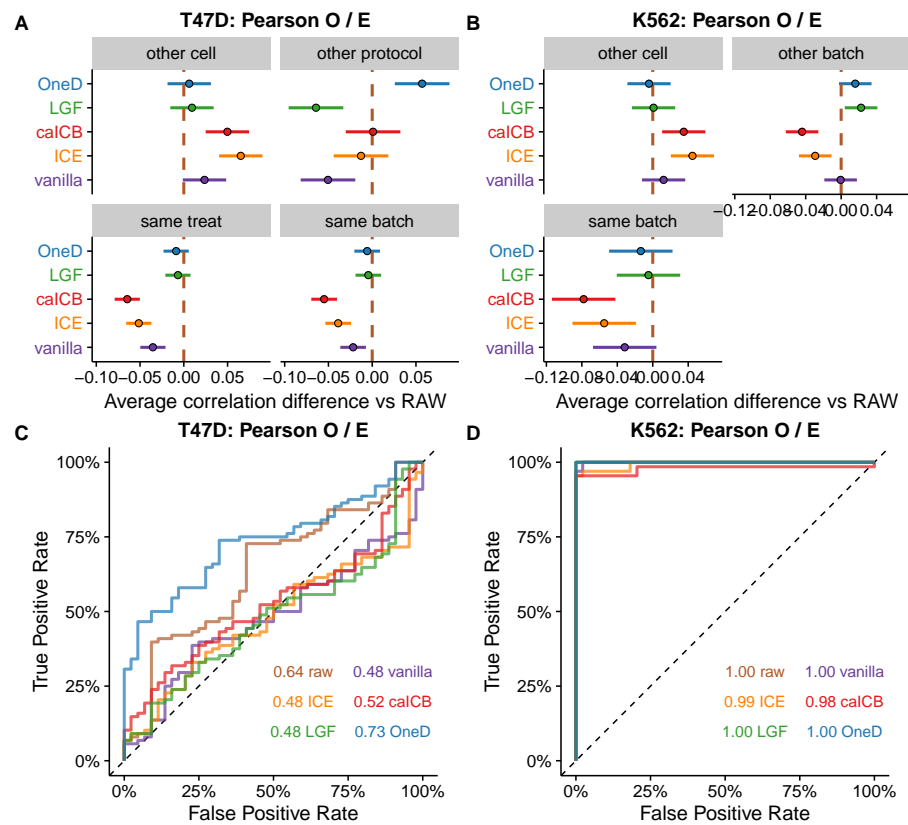 A
T47D: Pearson O / E
other cell
other protocol
OneD
LGF
caICB
ICE
vanilla
same treat
same batch
OneD
LGF
caICB
ICE
vanilla
−0.10 −0.05 0.00 0.05
−0.10 −0.05 0.00 0.05
Average correlation difference vs RAW
B
K562: Pearson O / E
other cell
other batch
OneD
LGF
caICB
ICE
vanilla
−0.12 −0.08 −0.04 0.00 0.04
same batch
OneD
LGF
caICB
ICE
vanilla
−0.12 −0.08 −0.04 0.00 0.04
Average correlation difference vs RAW
C
T47D: Pearson O / E
True Positive Rate
100%
75%
50%
25%
0%
0.64 raw 0.48 vanilla
0.48 ICE 0.52 caICB
0.48 LGF 0.73 OneD
0% 25% 50% 75% 100%
False Positive Rate
D
K562: Pearson O / E
True Positive Rate
100%
75%
50%
25%
0%
1.00 raw 1.00 vanilla
0.99 ICE 0.98 caICB
1.00 LGF 1.00 OneD
0% 25% 50% 75% 100%
False Positive Rate